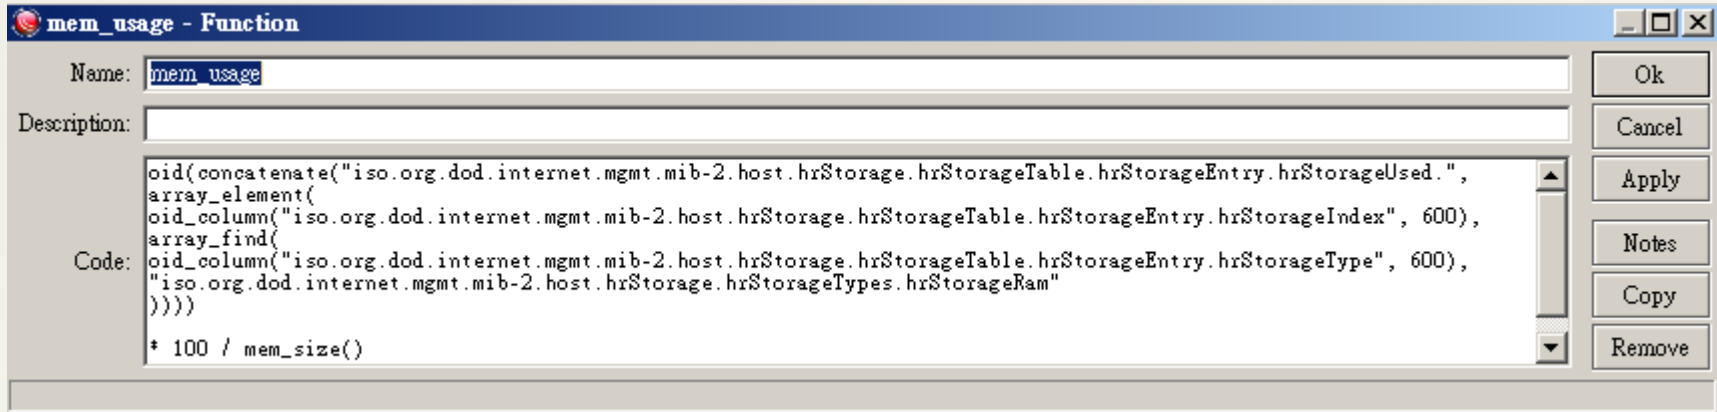 mem_usage - Function
Name: mem_usage
Ok
Description:
Cancel
Code:
oid(concatenate("iso.org.dod.internet.mgmt.mib-2.host.hrStorage.hrStorageTable.hrStorageEntry.hrStorageUsed.",
array_element(
oid_column("iso.org.dod.internet.mgmt.mib-2.host.hrStorage.hrStorageTable.hrStorageEntry.hrStorageIndex", 600),
array_find(
oid_column("iso.org.dod.internet.mgmt.mib-2.host.hrStorage.hrStorageTable.hrStorageEntry.hrStorageType", 600),
"iso.org.dod.internet.mgmt.mib-2.host.hrStorage.hrStorageTypes.hrStorageRam"
))))
* 100 / mem_size()
Apply
Notes
Copy
Remove